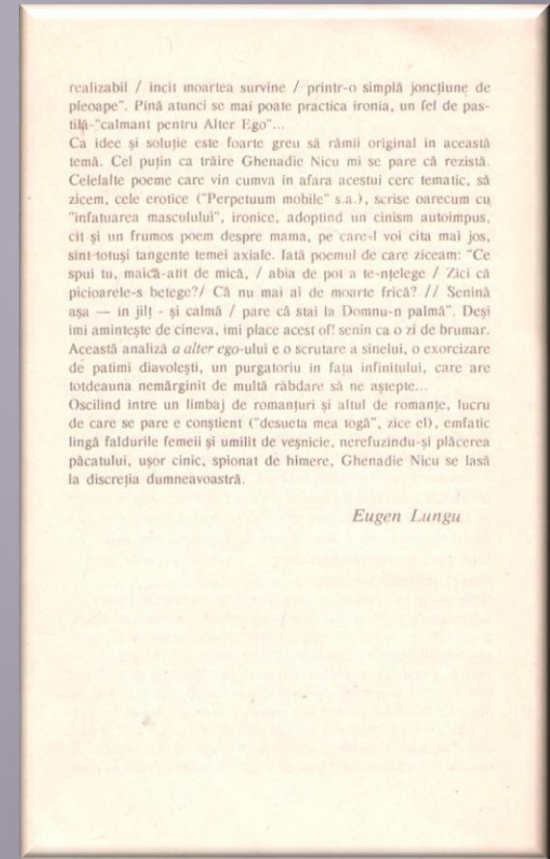 realizabil / incit moartea survine / printr-o simplă joncțiune de
pleoape". Pină atunci se mai poate practica ironia, un fel de pas-
tilă-"calmant pentru Alter Ego"...
Ca idee și soluție este foarte greu să rămii original in această
temă. Cel puțin ca trăire Ghenadie Nicu mi se pare că rezistă.
Celelalte poeme care vin cumva in afara acestui cerc tematic, să
zicem, cele erotice ("Perpetuum mobile" s.a.), scrise oarecum cu
"infatuarea masculului", ironice, adoptind un cinism autoimpus,
cit și un frumos poem despre mama, pe care-l voi cita mai jos,
sint totuși tangente temei axiale. Iată poemul de care ziceam: "Ce
spui tu, maică-atit de mică, / abia de pot a te-nțelege / Zici că
picioarele-s betege?/ Că nu mai ai de moarte frică? // Senină
așa — in jilț - și calmă / pare că stai la Domnu-n palmă". Deși
imi amintește de cineva, imi place acest of! senin ca o zi de brumar.
Această analiză a alter ego-ului e o scrutare a sinelui, o exorcizare
de patimi diavolești, un purgatoriu in fața infinitului, care are
totdeauna nemărginit de multă răbdare să ne aștepte...
Oscilind intre un limbaj de romanțuri și altul de romanțe, lucru
de care se pare e conștient ("desueta mea togă", zice el), emfatic
lingă faldurile femeii și umilit de veșnicie, nerefuzindu-și plăcerea
păcatului, ușor cinic, spionat de himere, Ghenadie Nicu se lasă
la discreția dumneavoastră.
Eugen Lungu